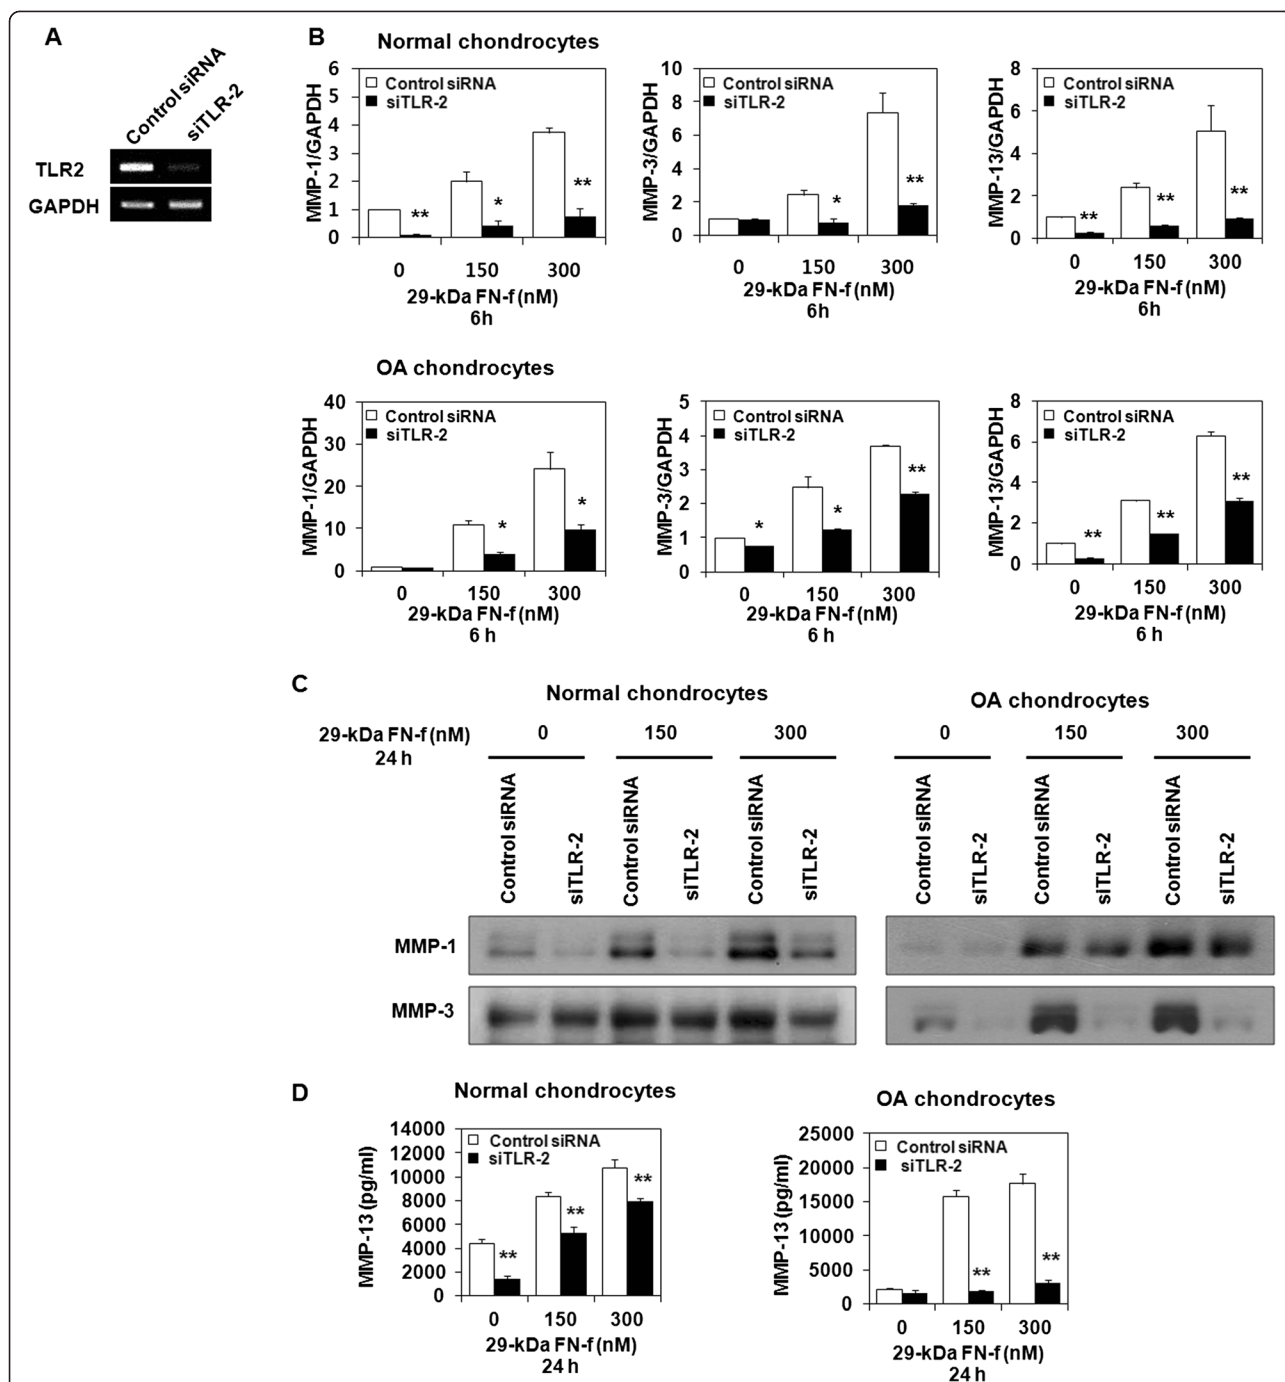 A
Control siRNA
siTLR-2
TLR2
GAPDH
B
Normal chondrocytes
MMP-1/GAPDH
6
5
4
3
2
1
0
Control siRNA
siTLR-2
**
*
**
0 150 300
29-kDa FN-f (nM)
6h
MMP-3/GAPDH
10
8
6
4
2
0
Control siRNA
siTLR-2
*
**
0 150 300
29-kDa FN-f (nM)
6h
MMP-13/GAPDH
8
6
4
2
0
Control siRNA
siTLR-2
**
**
**
0 150 300
29-kDa FN-f (nM)
6h
OA chondrocytes
MMP-1/GAPDH
40
30
20
10
0
Control siRNA
siTLR-2
*
*
0 150 300
29-kDa FN-f (nM)
6 h
MMP-3/GAPDH
5
4
3
2
1
0
Control siRNA
siTLR-2
*
*
**
0 150 300
29-kDa FN-f (nM)
6 h
MMP-13/GAPDH
8
6
4
2
0
Control siRNA
siTLR-2
**
**
**
0 150 300
29-kDa FN-f (nM)
6 h
C
Normal chondrocytes
OA chondrocytes
29-kDa FN-f (nM) 0 150 300 0 150 300
24 h
Control siRNA
siTLR-2
Control siRNA
siTLR-2
Control siRNA
siTLR-2
Control siRNA
siTLR-2
Control siRNA
siTLR-2
Control siRNA
siTLR-2
MMP-1
MMP-3
D
Normal chondrocytes
MMP-13 (pg/ml)
14000
12000
10000
8000
6000
4000
2000
0
Control siRNA
siTLR-2
**
**
**
0 150 300
29-kDa FN-f (nM)
24 h
OA chondrocytes
MMP-13 (pg/ml)
25000
20000
15000
10000
5000
0
Control siRNA
siTLR-2
**
**
0 150 300
29-kDa FN-f (nM)
24 h